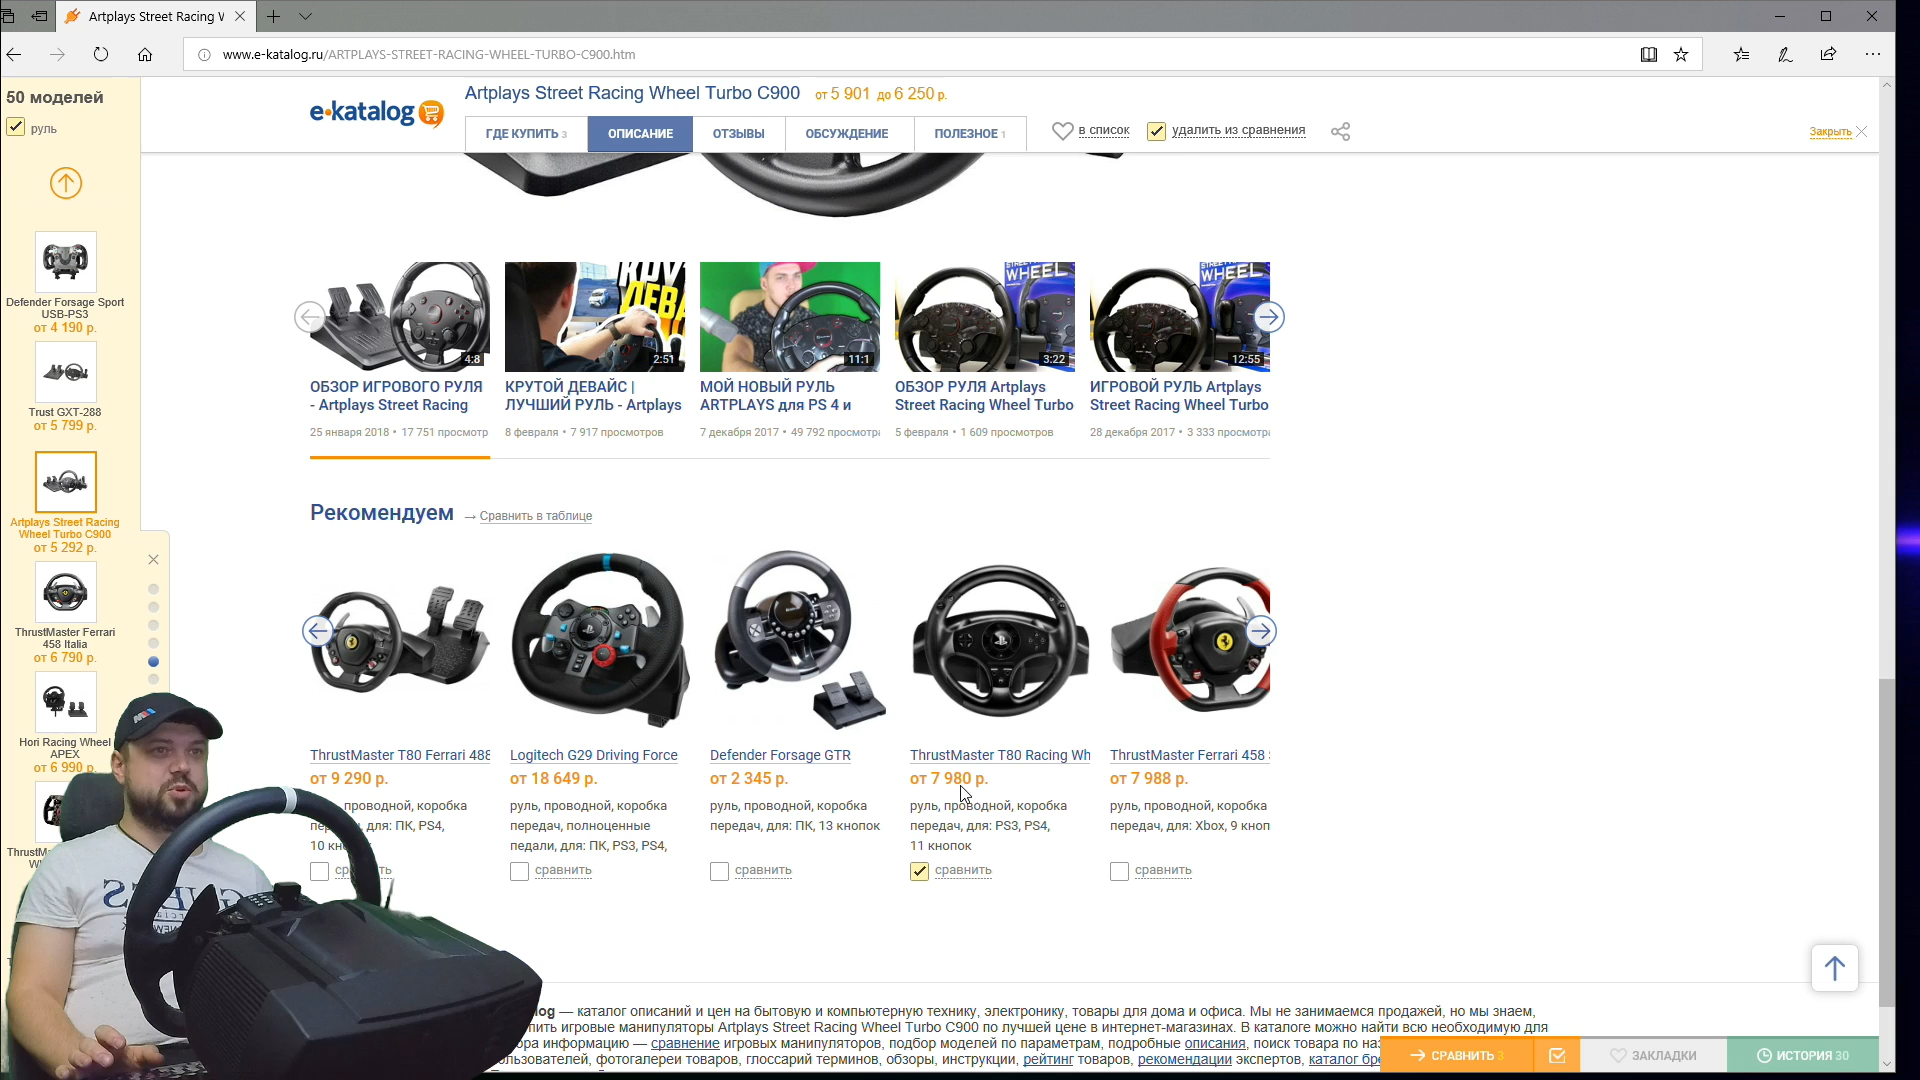 Artplays Street Racing W
www.e-katalog.ru/ARTPLAYS-STREET-RACING-WHEEL-TURBO-C900.htm
50 моделей
руль
Defender Forsage Sport
USB-PS3
от 4 190 р.
Trust GXT-288
от 5 799 р.
Artplays Street Racing
Wheel Turbo C900
от 5 292 р.
ThrustMaster Ferrari
458 Italia
от 6 790 р.
Hori Racing Wheel
APEX
от 6 990 р.
e-katalog
Artplays Street Racing Wheel Turbo C900 от 5 901 до 6 250 р.
ГДЕ КУПИТЬ 3
ОПИСАНИЕ
ОТЗЫВЫ
ОБСУЖДЕНИЕ
ПОЛЕЗНОЕ 1
в список
удалить из сравнения
Закрыть
4:8
2:51
11:1
3:22
12:55
ОБЗОР ИГРОВОГО РУЛЯ
- Artplays Street Racing
25 января 2018 • 17 751 просмотр
КРУТОЙ ДЕВАЙС |
ЛУЧШИЙ РУЛЬ - Artplays
8 февраля • 7 917 просмотров
МОЙ НОВЫЙ РУЛЬ
ARTPLAYS для PS 4 и
7 декабря 2017 • 49 792 просмотра
ОБЗОР РУЛЯ Artplays
Street Racing Wheel Turbo
5 февраля • 1 609 просмотров
ИГРОВОЙ РУЛЬ Artplays
Street Racing Wheel Turbo
28 декабря 2017 • 3 333 просмотра
Рекомендуем → Сравнить в таблице
ThrustMaster T80 Ferrari 488
от 9 290 р.
проводной, коробка
для: ПК, PS4,
10
Logitech G29 Driving Force
от 18 649 р.
руль, проводной, коробка
передач, полноценные
педали, для: ПК, PS3, PS4,
сравнить
Defender Forsage GTR
от 2 345 р.
руль, проводной, коробка
передач, для: ПК, 13 кнопок
сравнить
ThrustMaster T80 Racing Wh
от 7 980 р.
руль, проводной, коробка
передач, для: PS3, PS4,
11 кнопок
сравнить
ThrustMaster Ferrari 458
от 7 988 р.
руль, проводной, коробка
передач, для: Xbox, 9 кноп
сравнить
log — каталог описаний и цен на бытовую и компьютерную технику, электронику, товары для дома и офиса. Мы не занимаемся продажей, но мы знаем,
пить игровые манипуляторы Artplays Street Racing Wheel Turbo C900 по лучшей цене в интернет-магазинах. В каталоге можно найти всю необходимую для
ора информацию — сравнение игровых манипуляторов, подбор моделей по параметрам, подробные описания, поиск товара по наз
ользователей, фотогалереи товаров, глоссарий терминов, обзоры, инструкции, рейтинг товаров, рекомендации экспертов, каталог бре
СРАВНИТЬ 3
ЗАКЛАДКИ
ИСТОРИЯ 30